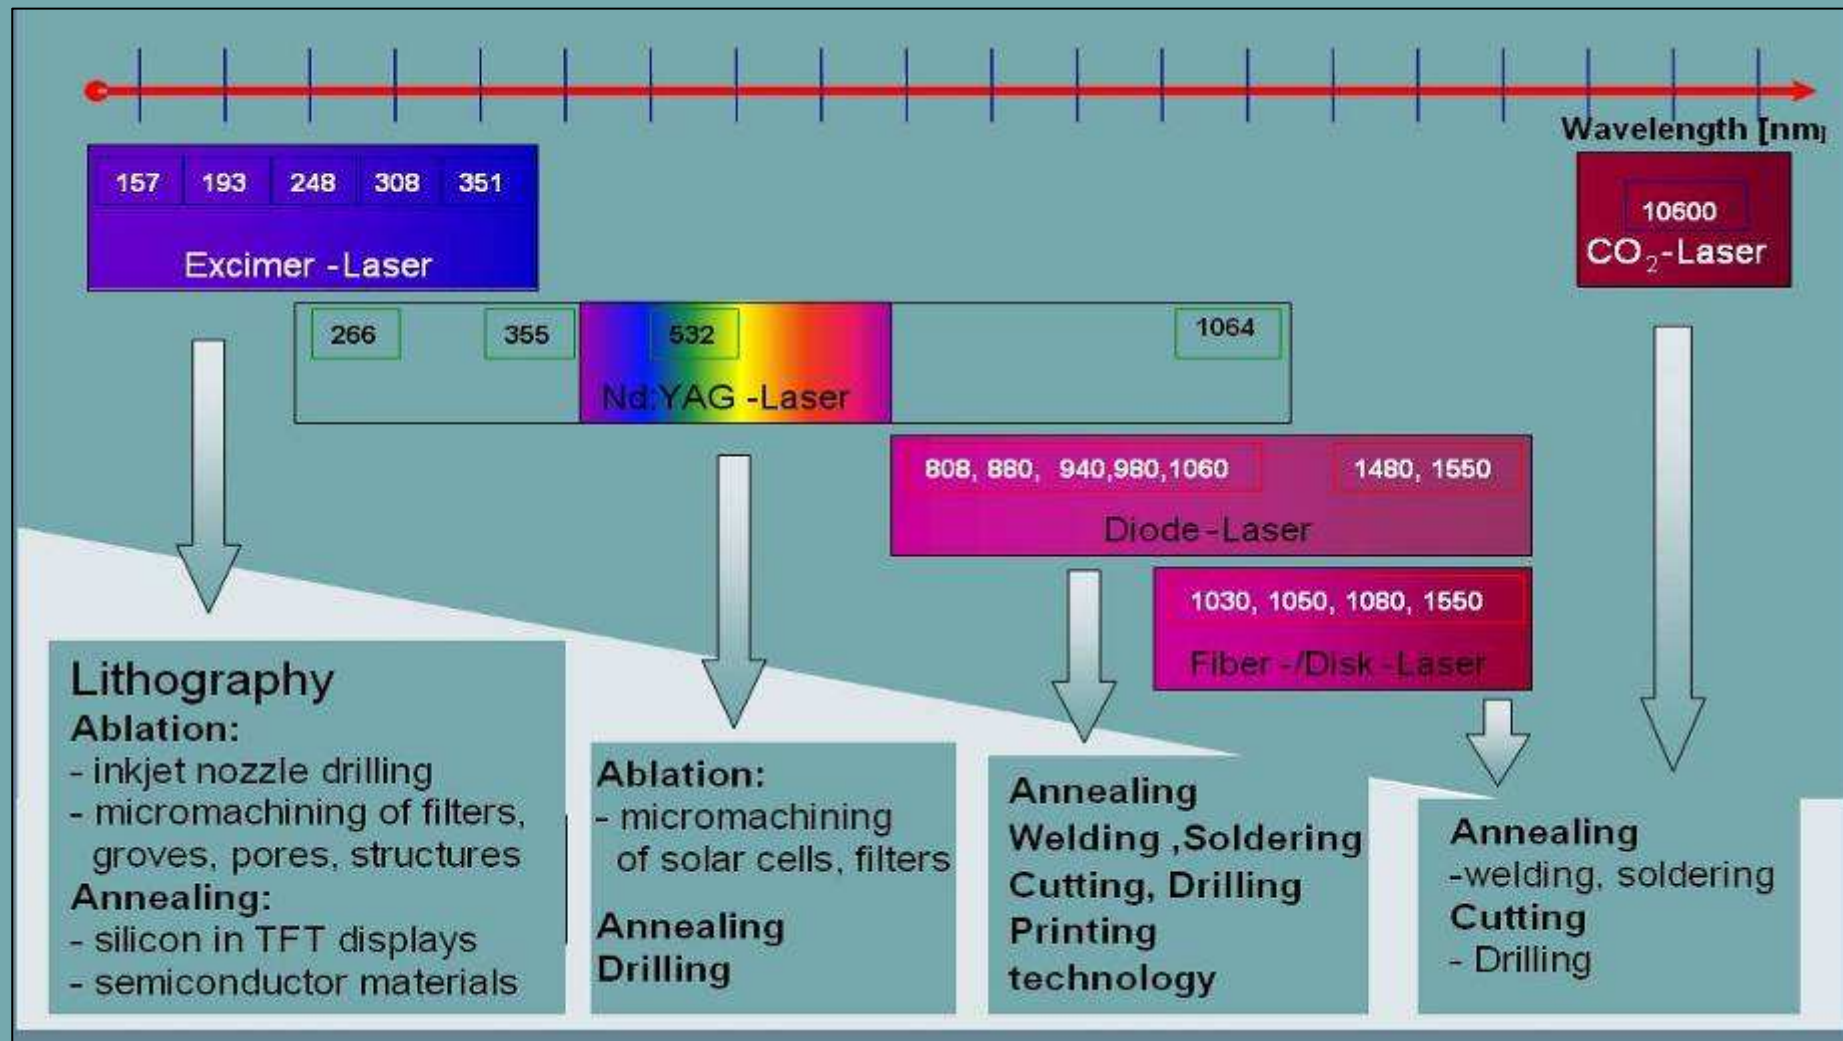 Wavelength [nm]
157 193 248 308 351
Excimer -Laser
10600
CO₂-Laser
266 355 532 1064
Nd:YAG -Laser
808, 880, 940,980,1060 1480, 1550
Diode -Laser
1030, 1050, 1080, 1550
Fiber -/Disk -Laser
Lithography
Ablation:
- inkjet nozzle drilling
- micromachining of filters,
groves, pores, structures
Annealing:
- silicon in TFT displays
- semiconductor materials
Ablation:
- micromachining
of solar cells, filters
Annealing
Drilling
Annealing
Welding ,Soldering
Cutting, Drilling
Printing
technology
Annealing
-welding, soldering
Cutting
- Drilling